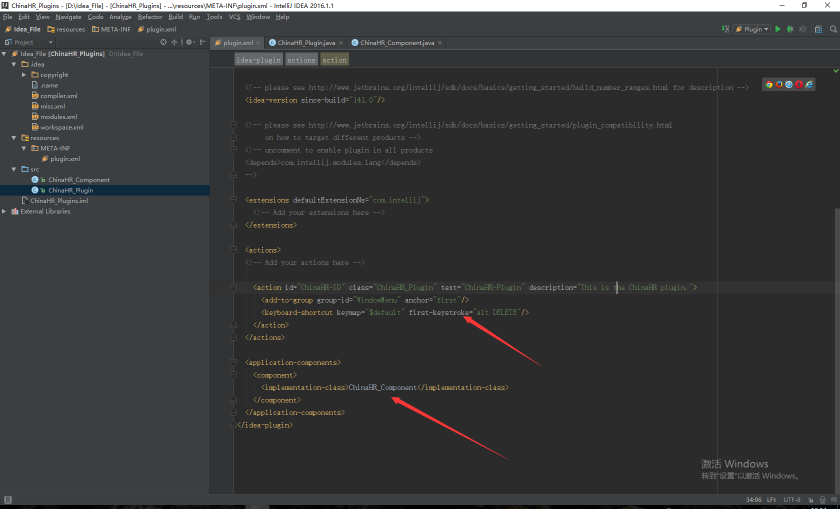 ChinaHR_Plugins - [D:\Idea_File] - [ChinaHR_Plugins] - ...\resources\META-INF\plugin.xml - IntelliJ IDEA 2016.1.1
File Edit View Navigate Code Analyze Refactor Build Run Tools VCS Window Help
Idea_File resources META-INF plugin.xml
Plugin
Project
plugin.xml ChinaHR_Plugin.java ChinaHR_Component.java
Idea_File [ChinaHR_Plugins] D:\Idea_File
.idea
copyright
.name
compiler.xml
misc.xml
modules.xml
workspace.xml
resources
META-INF
plugin.xml
src
ChinaHR_Component
ChinaHR_Plugin
ChinaHR_Plugins.iml
External Libraries
idea-plugin actions action
<!-- please see http://www.jetbrains.org/intellij/sdk/docs/basics/getting_started/build_number_ranges.html for description -->
<idea-version since-build="141.0"/>
<!-- please see http://www.jetbrains.org/intellij/sdk/docs/basics/getting_started/plugin_compatibility.html
on how to target different products -->
<!-- uncomment to enable plugin in all products
<depends>com.intellij.modules.lang</depends>
-->
<extensions defaultExtensionNs="com.intellij">
<!-- Add your extensions here -->
</extensions>
<actions>
<!-- Add your actions here -->
<action id="ChinaHR-ID" class="ChinaHR_Plugin" text="ChinaHR-Plugin" description="This is the ChinaHR plugin.">
<add-to-group group-id="WindowMenu" anchor="first"/>
<keyboard-shortcut keymap="$default" first-keystroke="alt DELETE"/>
</action>
</actions>
<application-components>
<component>
<implementation-class>ChinaHR_Component</implementation-class>
</component>
</application-components>
</idea-plugin>
激活 Windows
转到"设置"以激活 Windows。
34:96 LF÷ UTF-8